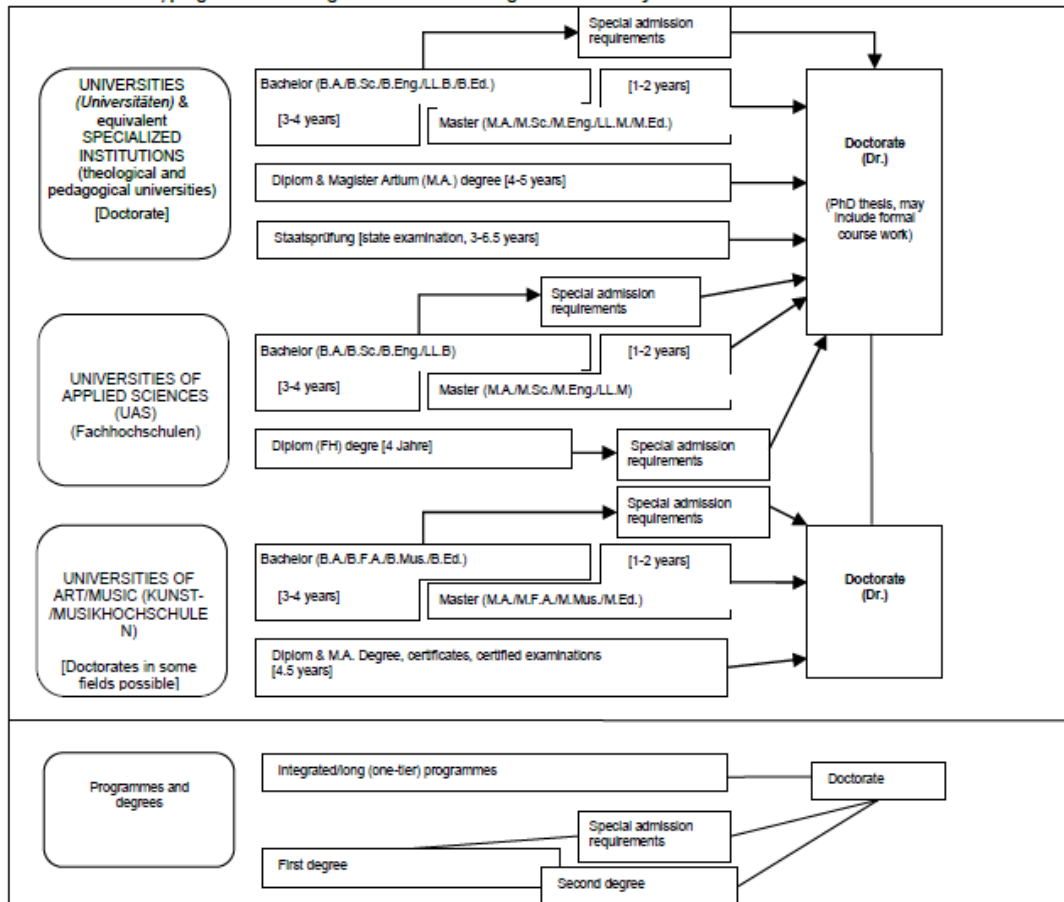 Special admission
requirements
UNIVERSITIES
(Universitäten) &
equivalent
SPECIALIZED
INSTITUTIONS
(theological and
pedagogical universities)
[Doctorate]
Bachelor (B.A./B.Sc./B.Eng./LL.B./B.Ed.)
[1-2 years]
[3-4 years]
Master (M.A./M.Sc./M.Eng./LL.M./M.Ed.)
Diplom & Magister Artium (M.A.) degree [4-5 years]
Staatsprüfung [state examination, 3-6.5 years]
Doctorate
(Dr.)
(PhD thesis, may
include formal
course work)
Special admission
requirements
UNIVERSITIES OF
APPLIED SCIENCES
(UAS)
(Fachhochschulen)
Bachelor (B.A./B.Sc./B.Eng./LL.B)
[1-2 years]
[3-4 years]
Master (M.A./M.Sc./M.Eng./LL.M)
Diplom (FH) degre [4 Jahre]
Special admission
requirements
Special admission
requirements
UNIVERSITIES OF
ART/MUSIC (KUNST-
/MUSIKHOCHSCHULE
N)
[Doctorates in some
fields possible]
Bachelor (B.A./B.F.A./B.Mus./B.Ed.)
[1-2 years]
[3-4 years]
Master (M.A./M.F.A./M.Mus./M.Ed.)
Diplom & M.A. Degree, certificates, certified examinations
[4.5 years]
Doctorate
(Dr.)
Programmes and
degrees
Integrated/long (one-tier) programmes
Doctorate
Special admission
requirements
First degree
Second degree